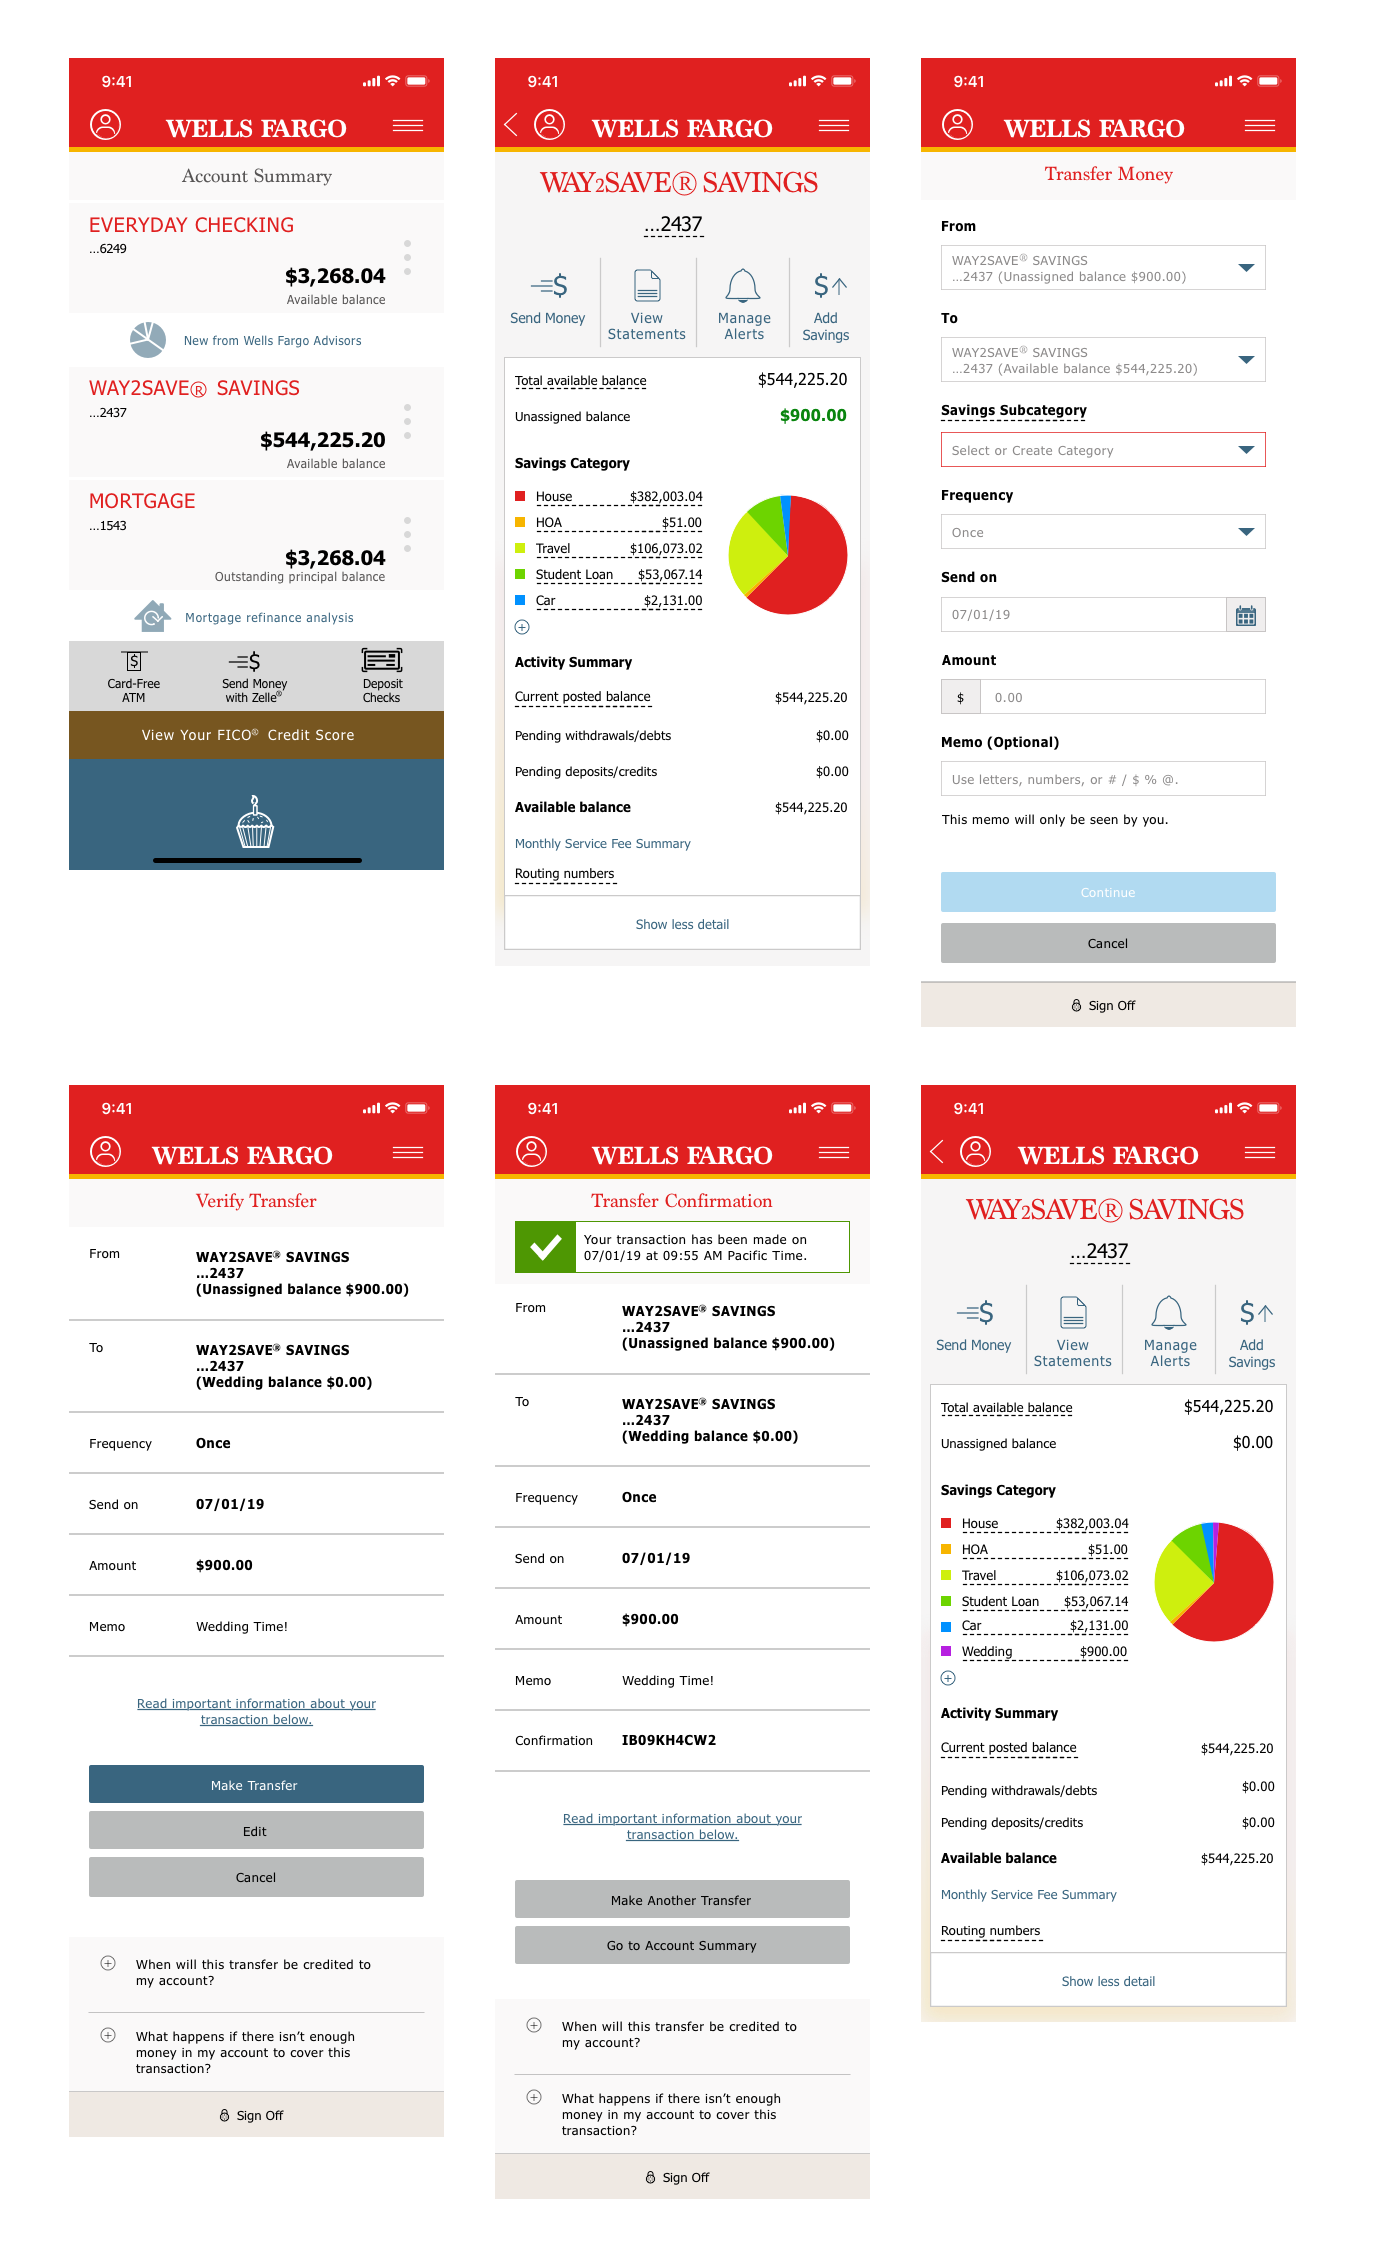 9:41
WELLS FARGO
Account Summary
EVERYDAY CHECKING
...6249
$3,268.04
Available balance
New from Wells Fargo Advisors
WAY2SAVE® SAVINGS
...2437
$544,225.20
Available balance
MORTGAGE
...1543
$3,268.04
Outstanding principal balance
Mortgage refinance analysis
Card-Free
ATM
Send Money
with Zelle®
Deposit
Checks
View Your FICO® Credit Score
9:41
WELLS FARGO
WAY2SAVE® SAVINGS
...2437
Send Money
View
Statements
Manage
Alerts
Add
Savings
Total available balance $544,225.20
Unassigned balance $900.00
Savings Category
House $382,003.04
HOA $51.00
Travel $106,073.02
Student Loan $53,067.14
Car $2,131.00
Activity Summary
Current posted balance $544,225.20
Pending withdrawals/debts $0.00
Pending deposits/credits $0.00
Available balance $544,225.20
Monthly Service Fee Summary
Routing numbers
Show less detail
9:41
WELLS FARGO
Transfer Money
From
WAY2SAVE® SAVINGS
...2437 (Unassigned balance $900.00)
To
WAY2SAVE® SAVINGS
...2437 (Available balance $544,225.20)
Savings Subcategory
Select or Create Category
Frequency
Once
Send on
07/01/19
Amount
$ 0.00
Memo (Optional)
Use letters, numbers, or # / $ % @.
This memo will only be seen by you.
Continue
Cancel
Sign Off
9:41
WELLS FARGO
Verify Transfer
From WAY2SAVE® SAVINGS
...2437
(Unassigned balance $900.00)
To WAY2SAVE® SAVINGS
...2437
(Wedding balance $0.00)
Frequency Once
Send on 07/01/19
Amount $900.00
Memo Wedding Time!
Read important information about your
transaction below.
Make Transfer
Edit
Cancel
When will this transfer be credited to
my account?
What happens if there isn't enough
money in my account to cover this
transaction?
Sign Off
9:41
WELLS FARGO
Transfer Confirmation
Your transaction has been made on
07/01/19 at 09:55 AM Pacific Time.
From WAY2SAVE® SAVINGS
...2437
(Unassigned balance $900.00)
To WAY2SAVE® SAVINGS
...2437
(Wedding balance $0.00)
Frequency Once
Send on 07/01/19
Amount $900.00
Memo Wedding Time!
Confirmation IB09KH4CW2
Read important information about your
transaction below.
Make Another Transfer
Go to Account Summary
When will this transfer be credited to
my account?
What happens if there isn't enough
money in my account to cover this
transaction?
Sign Off
9:41
WELLS FARGO
WAY2SAVE® SAVINGS
...2437
Send Money
View
Statements
Manage
Alerts
Add
Savings
Total available balance $544,225.20
Unassigned balance $0.00
Savings Category
House $382,003.04
HOA $51.00
Travel $106,073.02
Student Loan $53,067.14
Car $2,131.00
Wedding $900.00
Activity Summary
Current posted balance $544,225.20
Pending withdrawals/debts $0.00
Pending deposits/credits $0.00
Available balance $544,225.20
Monthly Service Fee Summary
Routing numbers
Show less detail